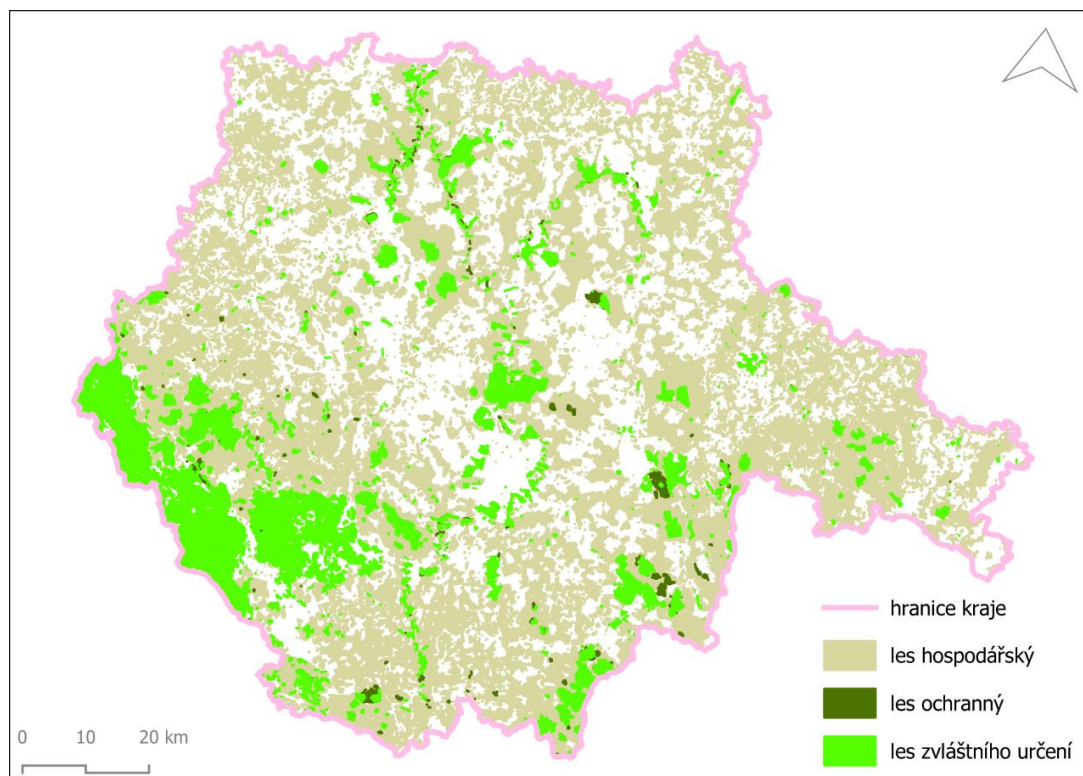 hranice kraje
les hospodářský
les ochranný
les zvláštního určení
0 10 20 km